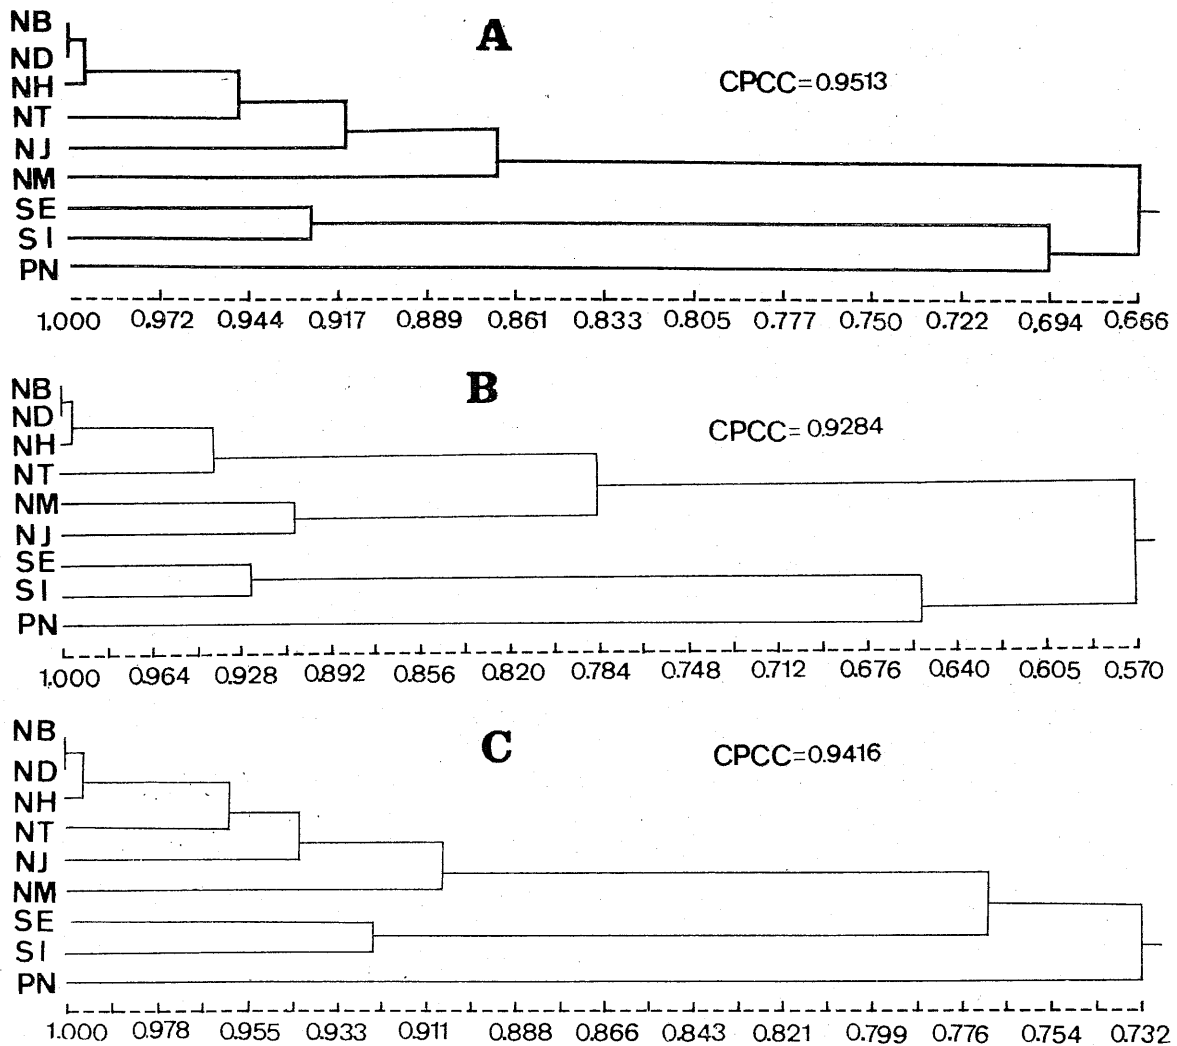 A
CPCC=0.9513
NB
ND
NH
NT
NJ
NM
SE
SI
PN
1.000 0.972 0.944 0.917 0.889 0.861 0.833 0.805 0.777 0.750 0.722 0.694 0.666
B
CPCC=0.9284
NB
ND
NH
NT
NM
NJ
SE
SI
PN
1.000 0.964 0.928 0.892 0.856 0.820 0.784 0.748 0.712 0.676 0.640 0.605 0.570
C
CPCC=0.9416
NB
ND
NH
NT
NJ
NM
SE
SI
PN
1.000 0.978 0.955 0.933 0.911 0.888 0.866 0.843 0.821 0.799 0.776 0.754 0.732